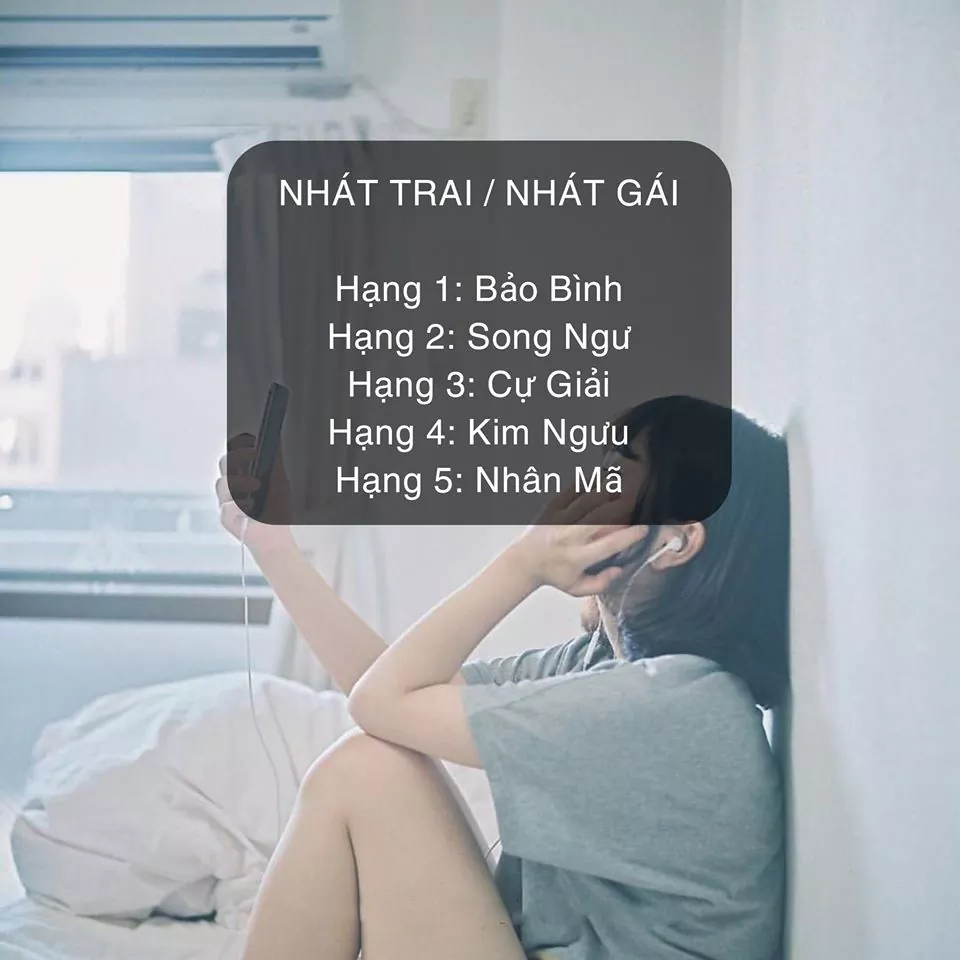 NHÁT TRAI / NHÁT GÁI
Hạng 1: Bảo Bình
Hạng 2: Song Ngư
Hạng 3: Cự Giải
Hạng 4: Kim Ngưu
Hạng 5: Nhân Mã